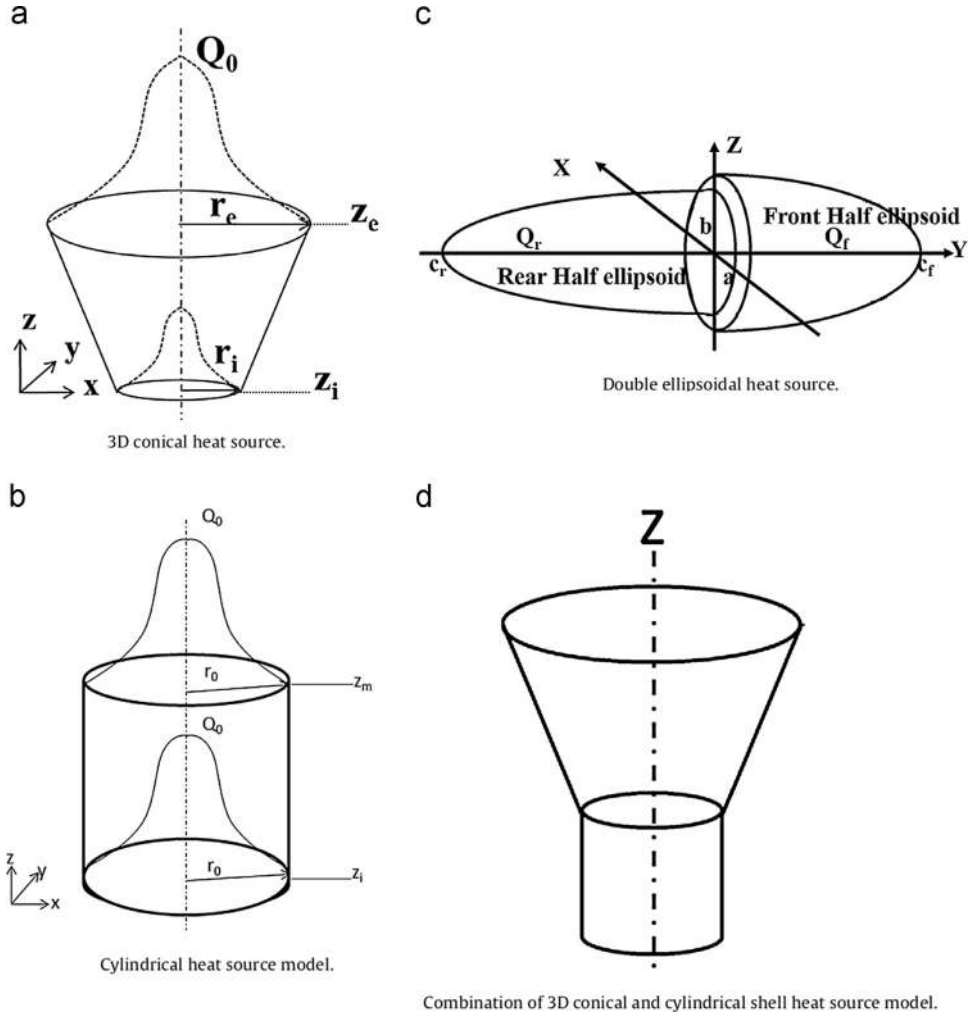 a
Q0
re
ze
z
y
x
ri
zi
3D conical heat source.
b
Q0
r0
zm
Q0
r0
zi
z
y
x
Cylindrical heat source model.
c
Z
X
Front Half ellipsoid
b
Qr
Qf
Y
cr
Rear Half ellipsoid
a
cf
Double ellipsoidal heat source.
d
Z
Combination of 3D conical and cylindrical shell heat source model.